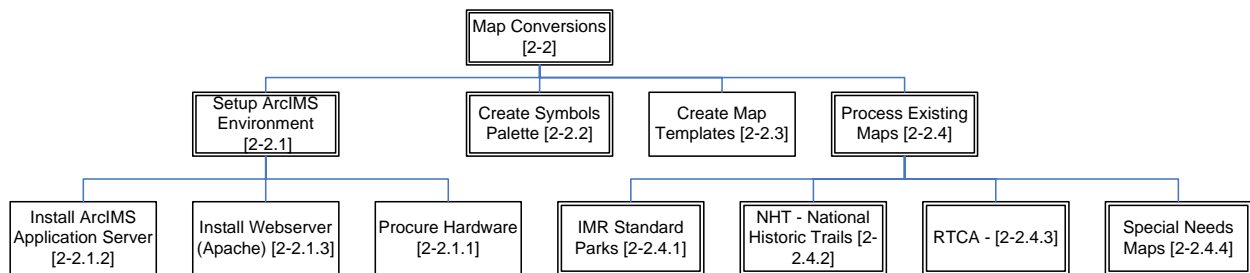 Map Conversions
[2-2]
Setup ArcIMS
Environment
[2-2.1]
Create Symbols
Palette [2-2.2]
Create Map
Templates [2-2.3]
Process Existing
Maps [2-2.4]
Install ArcIMS
Application Server
[2-2.1.2]
Install Webserver
(Apache) [2-2.1.3]
Procure Hardware
[2-2.1.1]
IMR Standard
Parks [2-2.4.1]
NHT - National
Historic Trails [2-
2.4.2]
RTCA - [2-2.4.3]
Special Needs
Maps [2-2.4.4]